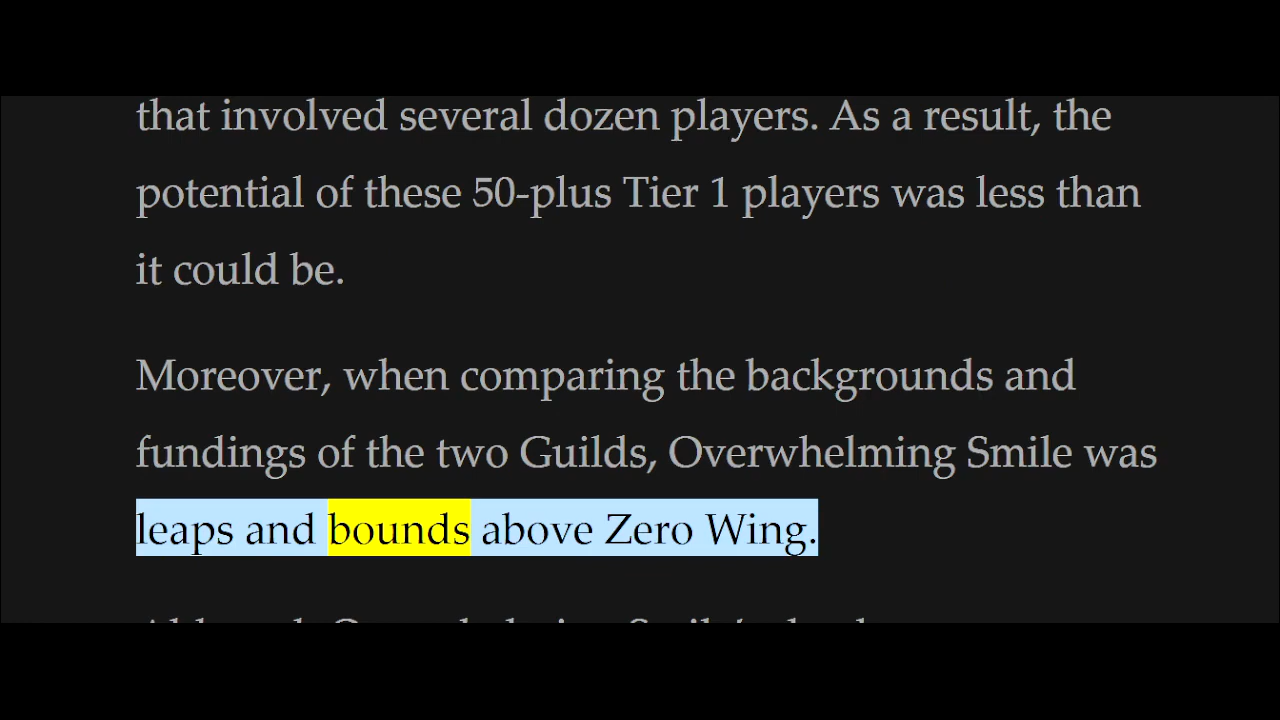 that involved several dozen players. As a result, the
potential of these 50-plus Tier 1 players was less than
it could be.
Moreover, when comparing the backgrounds and
fundings of the two Guilds, Overwhelming Smile was
leaps and bounds above Zero Wing.